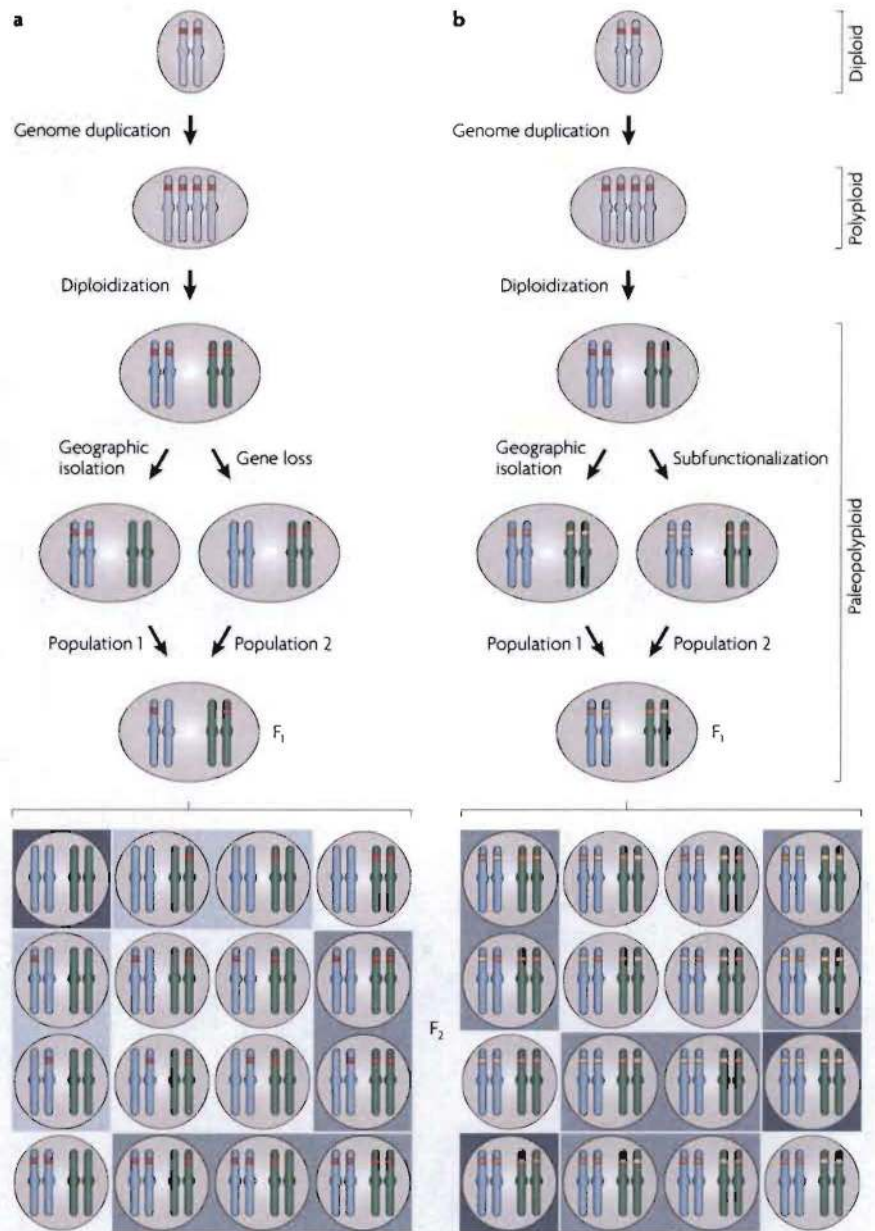 a
Genome duplication
Diploidization
Geographic
isolation
Gene loss
Population 1
Population 2
F1
b
Genome duplication
Diploidization
Geographic
isolation
Subfunctionalization
Population 1
Population 2
F1
F2
Diploid
Polyploid
Paleopolyploid